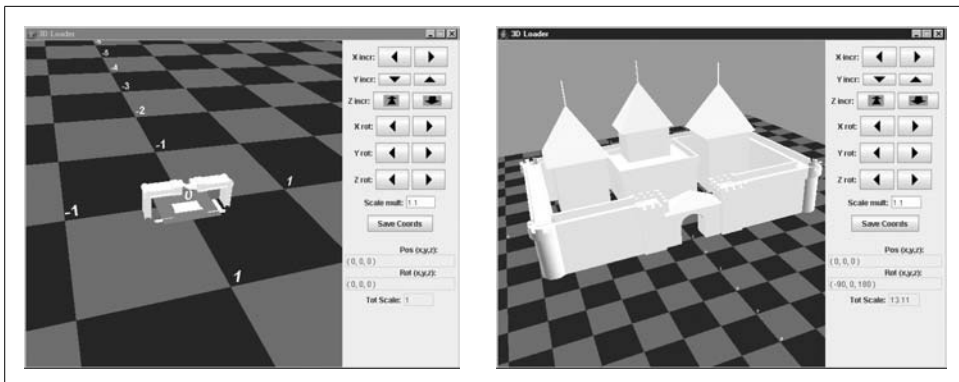 3D Loader
-5
-4
-3
-2
-1
-1
0
1
1
X incr:
Y incr:
Z incr:
X rot:
Y rot:
Z rot:
Scale mult: 1.1
Save Coords
Pos (x,y,z):
( 0, 0, 0 )
Rot (x,y,z):
( 0, 0, 0 )
Tot Scale: 1
3D Loader
X incr:
Y incr:
Z incr:
X rot:
Y rot:
Z rot:
Scale mult: 1.1
Save Coords
Pos (x,y,z):
( 0, 0, 0 )
Rot (x,y,z):
( -90, 0, 180 )
Tot Scale: 13.11